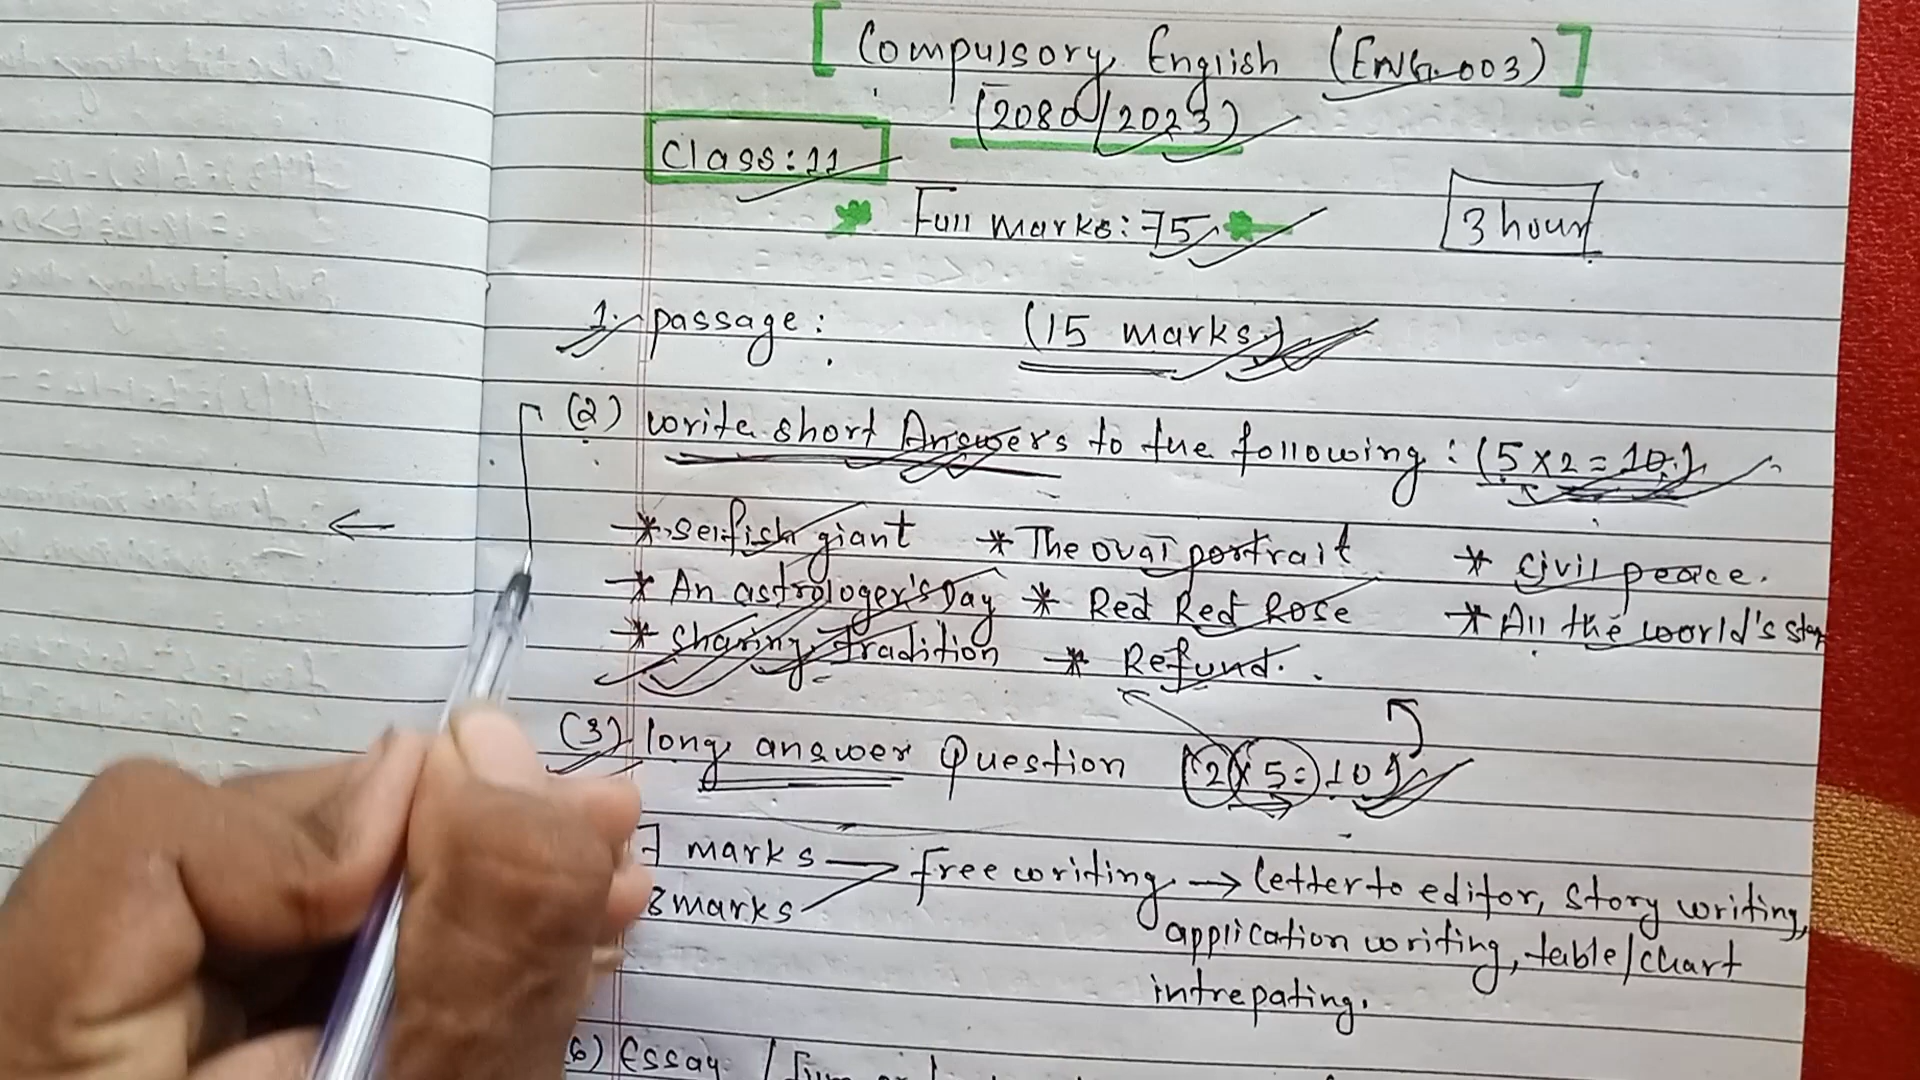 [Compulsory English (ENG.003)]
(2080/2023)
Class:11
* Full marks:75 *
3 hour
1. passage: (15 marks)
(2) write short Answers to the following: (5x2=10)
* selfish giant * The oval portrait * civil peace.
* An astrologer's Day * Red Red Rose * All the world's
* sharing tradition * Refund.
(3) long answer Question (2x5=10)
7 marks
8 marks
free writing → letter to editor, story writing,
application writing, table/chart
intrepating.
6) Essay /